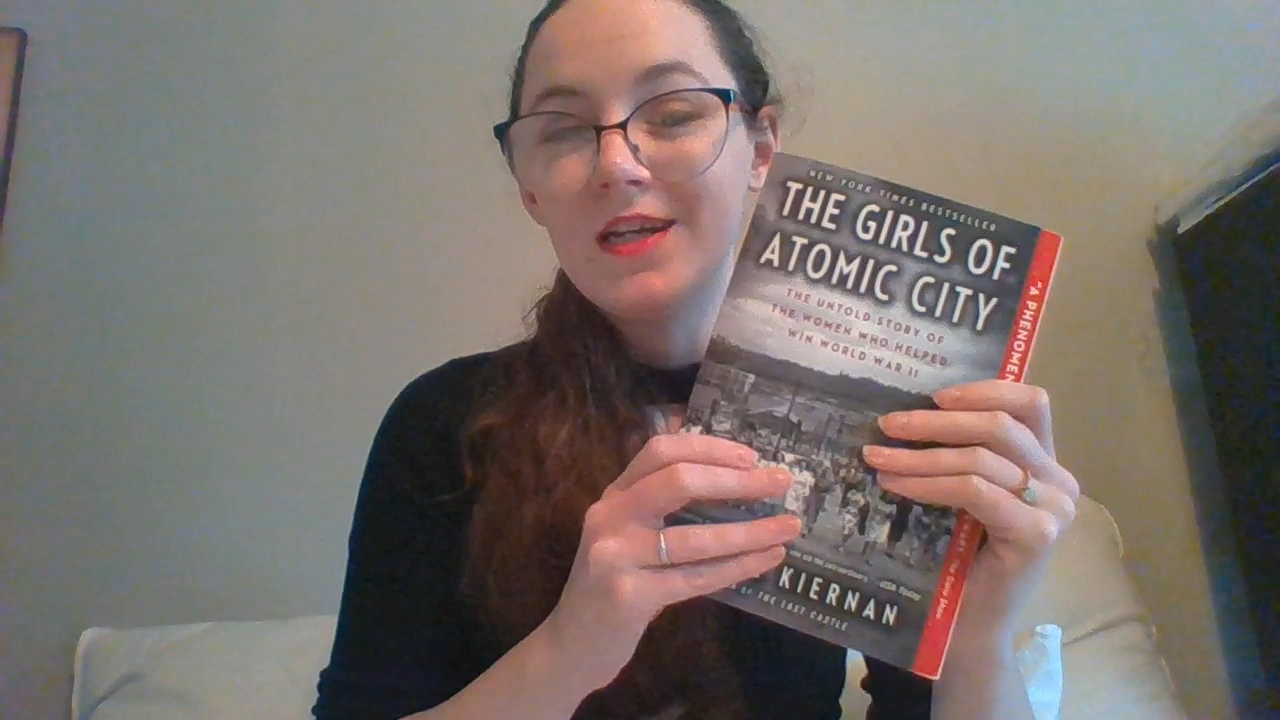 NEW YORK TIMES BESTSELLER
THE GIRLS OF
ATOMIC CITY
THE UNTOLD STORY OF
THE WOMEN WHO HELPED
WIN WORLD WAR II
"A PHENOMEN
USA Today
KIERNAN
OF THE LAST CASTLE